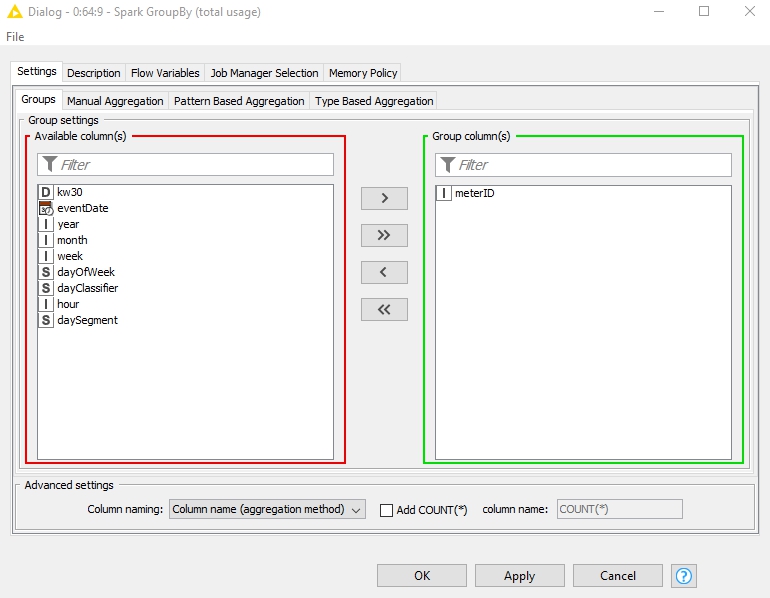 Dialog - 0:64:9 - Spark GroupBy (total usage)
File
Settings Description Flow Variables Job Manager Selection Memory Policy
Groups Manual Aggregation Pattern Based Aggregation Type Based Aggregation
Group settings
Available column(s)
Filter
D kw30
eventDate
I year
I month
I week
S dayOfWeek
S dayClassifier
I hour
S daySegment
>
>>
<
<<
Group column(s)
Filter
I meterID
Advanced settings
Column naming: Column name (aggregation method) Add COUNT(*) column name: COUNT(*)
OK Apply Cancel ?